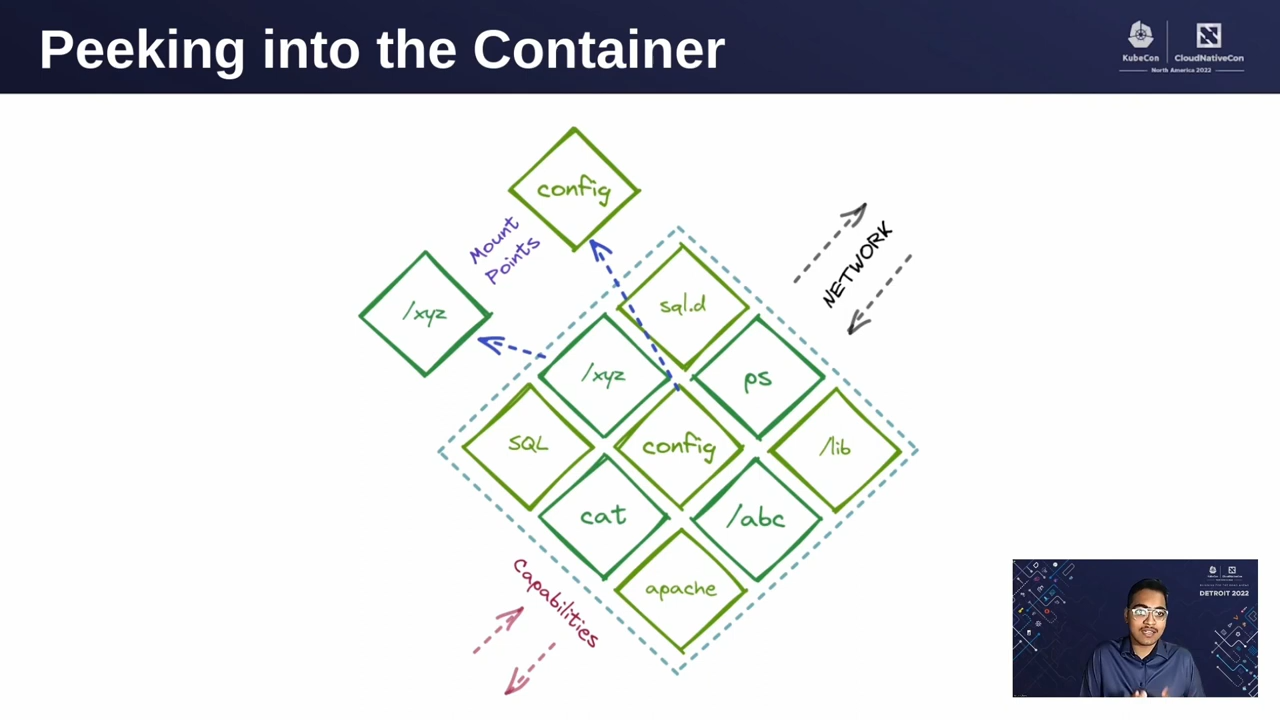 Peeking into the Container
KubeCon
CloudNativeCon
North America 2022
config
Mount
Points
NETWORK
/xyz
sql.d
/xyz
ps
SQL
config
/lib
cat
/abc
apache
Capabilities
DETROIT 2022